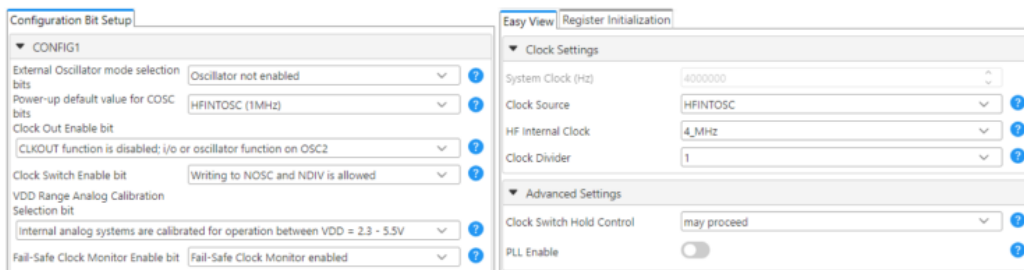 Configuration Bit Setup
CONFIG1
External Oscillator mode selection bits
Oscillator not enabled
Power-up default value for COSC bits
HFINTOSC (1MHz)
Clock Out Enable bit
CLKOUT function is disabled; i/o or oscillator function on OSC2
Clock Switch Enable bit
Writing to NOSC and NDIV is allowed
VDD Range Analog Calibration Selection bit
Internal analog systems are calibrated for operation between VDD = 2.3 - 5.5V
Fail-Safe Clock Monitor Enable bit
Fail-Safe Clock Monitor enabled
Easy View
Register Initialization
Clock Settings
System Clock (Hz)
4000000
Clock Source
HFINTOSC
HF Internal Clock
4_MHz
Clock Divider
1
Advanced Settings
Clock Switch Hold Control
may proceed
PLL Enable